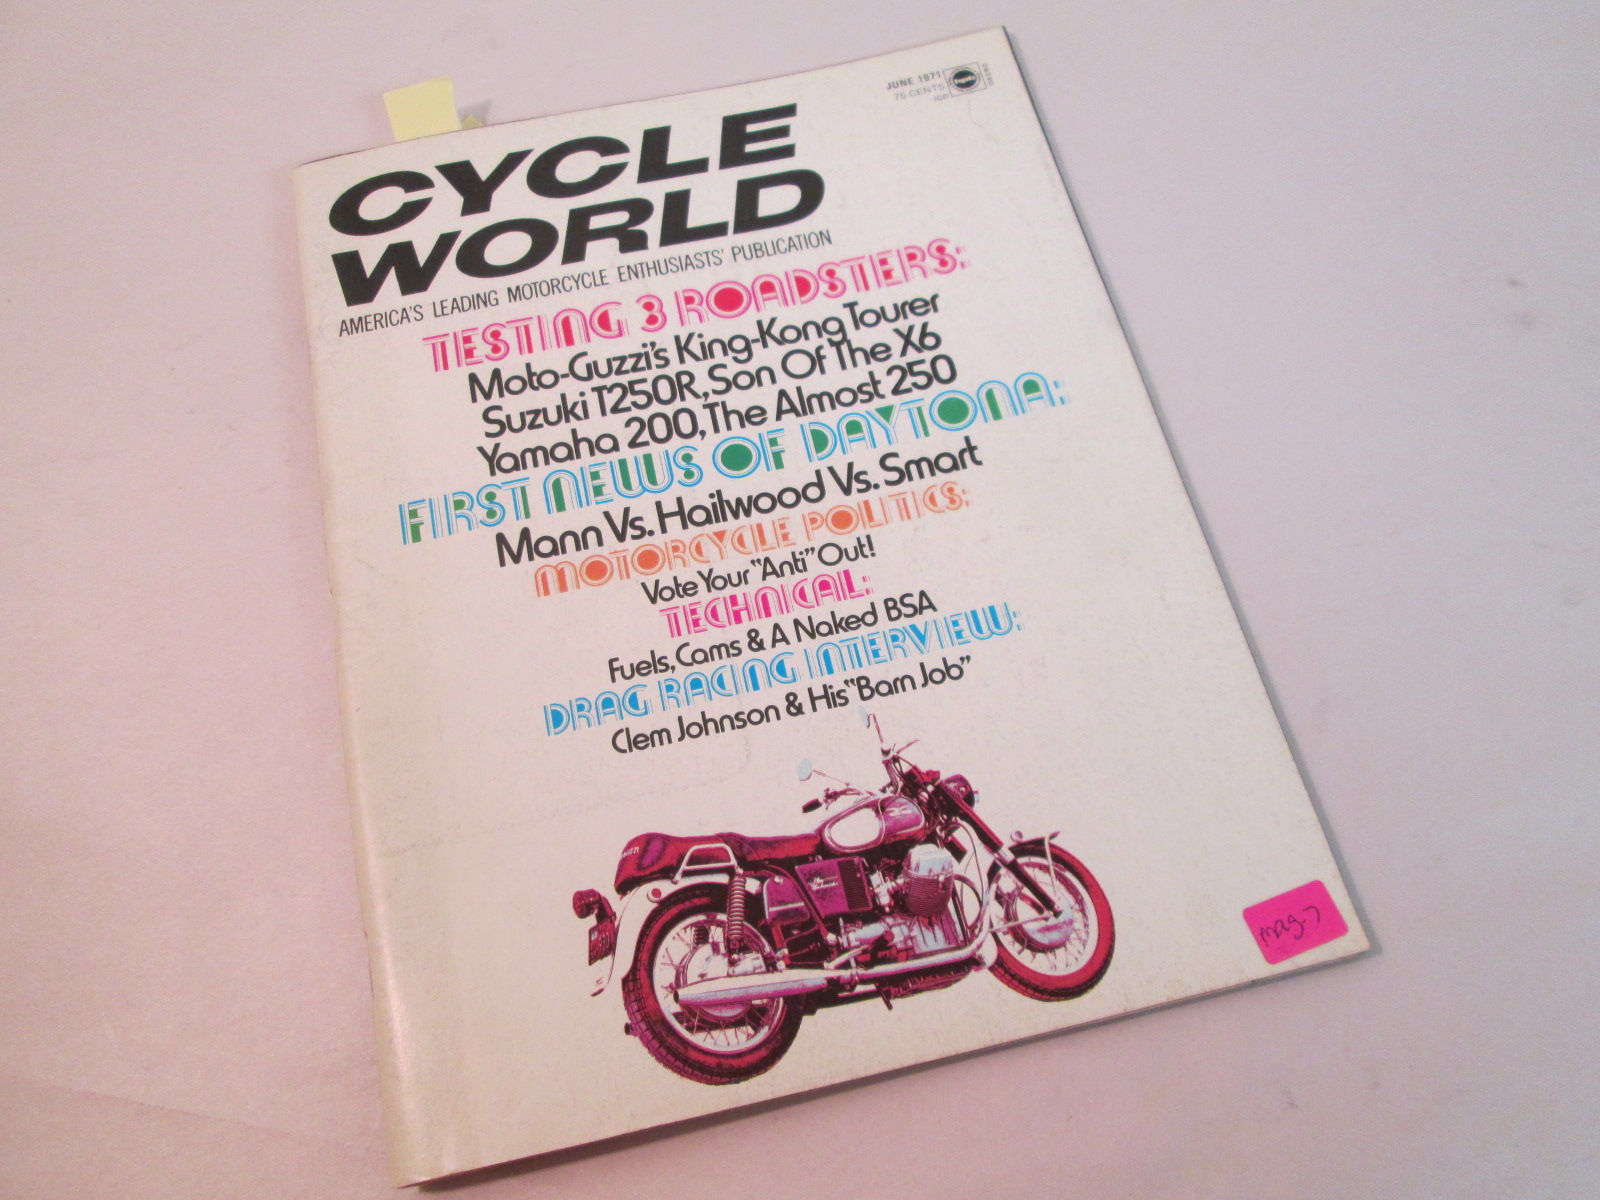 JUNE 1971
75 CENTS
CYCLE
WORLD
AMERICA'S LEADING MOTORCYCLE ENTHUSIASTS' PUBLICATION
TESTING 3 ROADSTERS:
Moto-Guzzi's King-Kong Tourer
Suzuki T250R, Son Of The X6
Yamaha 200, The Almost 250
FIRST NEWS OF DAYTONA:
Mann Vs. Hailwood Vs. Smart
MOTORCYCLE POLITICS:
Vote Your "Anti" Out!
TECHNICAL:
Fuels, Cams & A Naked BSA
DRAG RACING INTERVIEW:
Clem Johnson & His "Barn Job"
mag-7